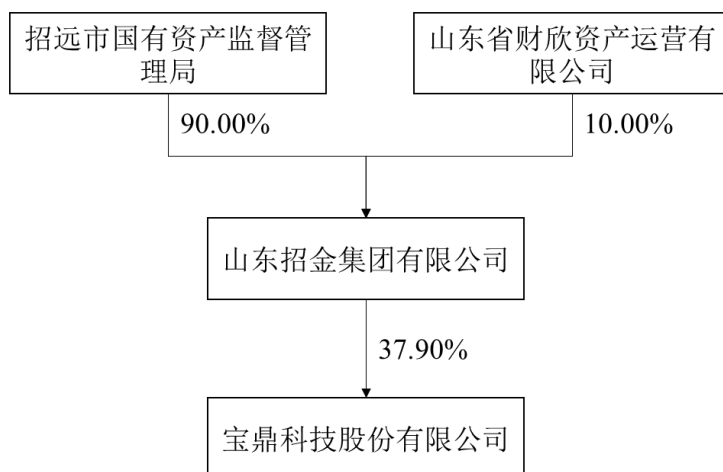 招远市国有资产监督管
理局
山东省财欣资产运营有
限公司
90.00%
10.00%
山东招金集团有限公司
37.90%
宝鼎科技股份有限公司